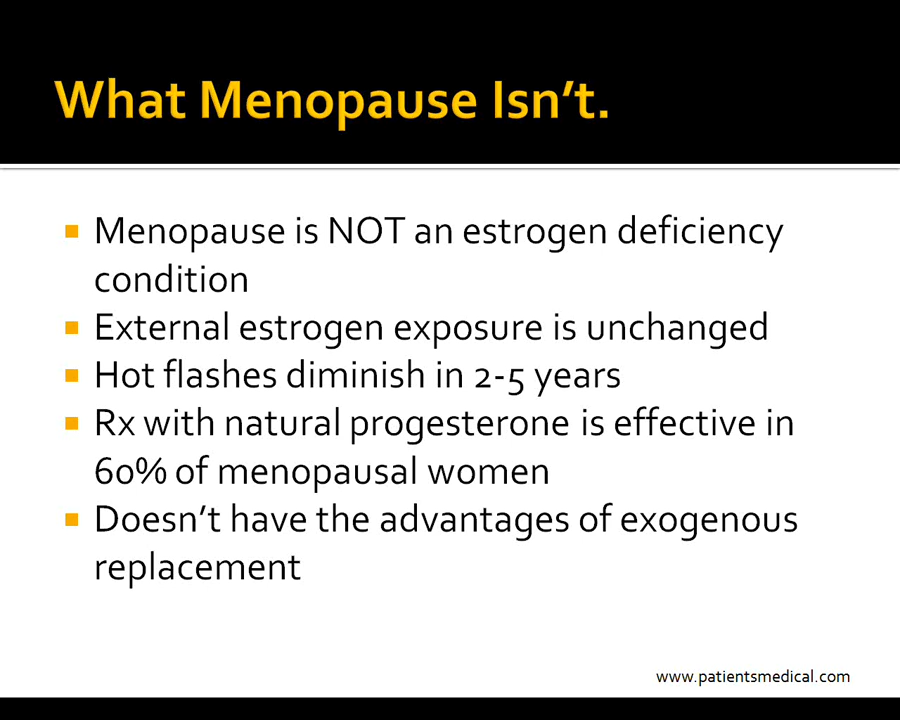 What Menopause Isn’t.
Menopause is NOT an estrogen deficiency
condition
External estrogen exposure is unchanged
Hot flashes diminish in 2-5 years
Rx with natural progesterone is effective in
60% of menopausal women
Doesn’t have the advantages of exogenous
replacement
www.patientsmedical.com